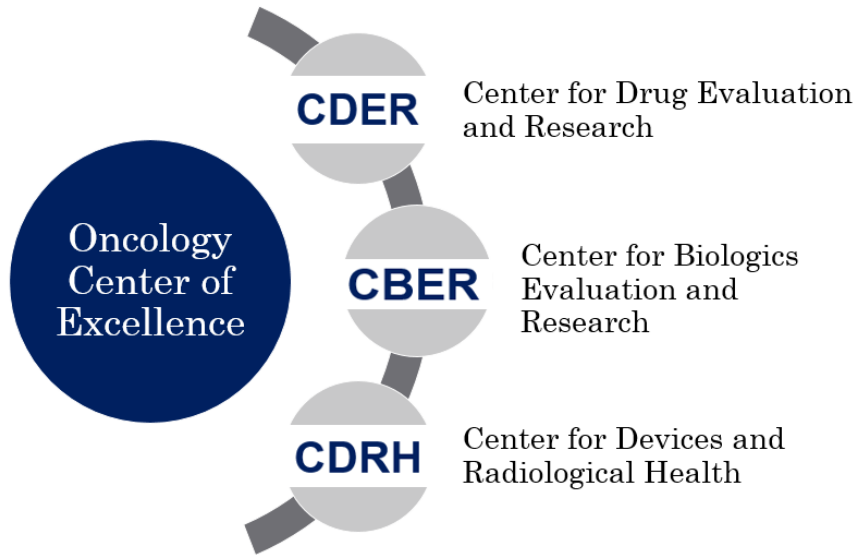 Oncology
Center of
Excellence
CDER
Center for Drug Evaluation
and Research
CBER
Center for Biologics
Evaluation and
Research
CDRH
Center for Devices and
Radiological Health